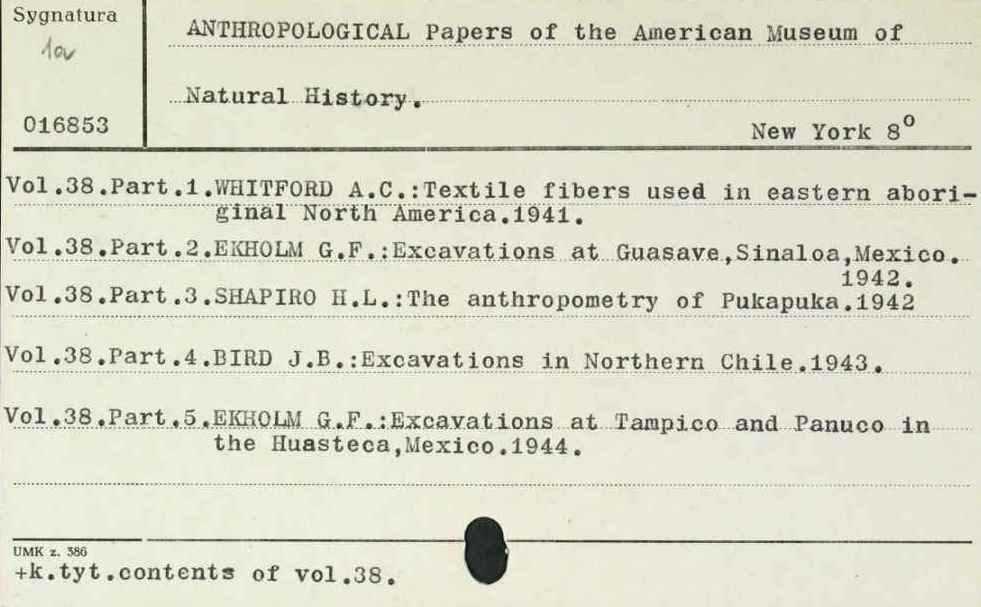 Sygnatura
1a
016853
ANTHROPOLOGICAL Papers of the American Museum of
Natural History.
New York 8º
Vol.38.Part.1.WHITFORD A.C.:Textile fibers used in eastern abori-
ginal North America.1941.
Vol.38.Part.2.EKHOLM G.F.:Excavations at Guasave,Sinaloa,Mexico.
1942.
Vol.38.Part.3.SHAPIRO H.L.:The anthropometry of Pukapuka.1942
Vol.38.Part.4.BIRD J.B.:Excavations in Northern Chile.1943.
Vol.38.Part.5.EKHOLM G.F.:Excavations at Tampico and Panuco in
the Huasteca,Mexico.1944.
UMK z. 386
+k.tyt.contents of vol.38.